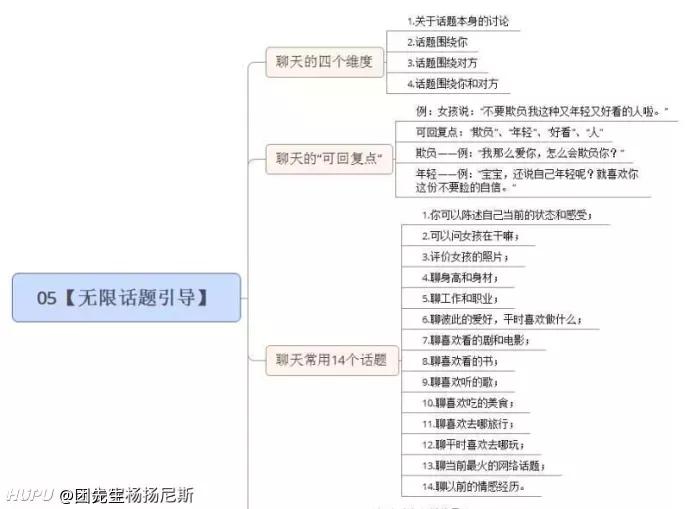 05【无限话题引导】
聊天的四个维度
1.关于话题本身的讨论
2.话题围绕你
3.话题围绕对方
4.话题围绕你和对方
聊天的“可回复点”
例：女孩说：“不要欺负我这种又年轻又好看的人啦。”
可回复点：“欺负”、“年轻”、“好看”、“人”
欺负——例：“我那么爱你，怎么会欺负你？”
年轻——例：“宝宝，还说自己年轻呢？就喜欢你
这份不要脸的自信。”
聊天常用14个话题
1.你可以陈述自己当前的状态和感受；
2.可以问女孩在干嘛；
3.评价女孩的照片；
4.聊身高和身材；
5.聊工作和职业；
6.聊彼此的爱好，平时喜欢做什么；
7.聊喜欢看的剧和电影；
8.聊喜欢看的书；
9.聊喜欢听的歌；
10.聊喜欢吃的美食；
11.聊喜欢去哪旅行；
12.聊平时喜欢去哪玩；
13.聊当前最火的网络话题；
14.聊以前的情感经历。
HUPU @团先生杨扬尼斯